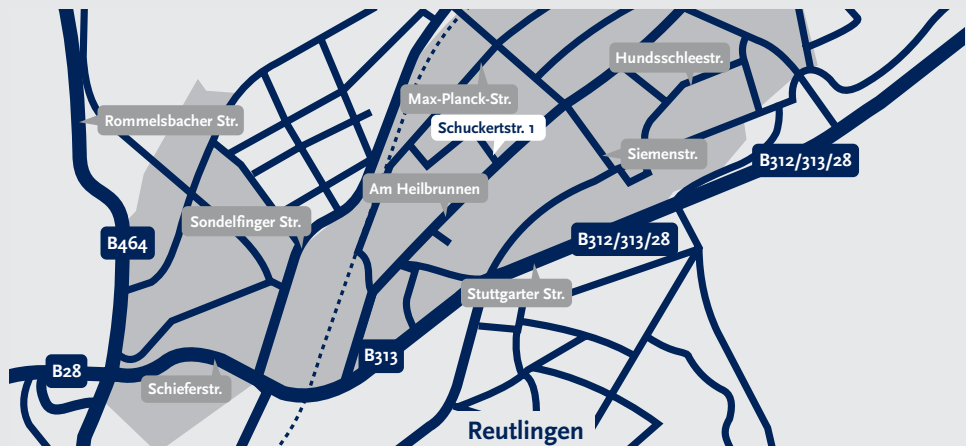 Hundsschleestr.
Max-Planck-Str.
Rommelsbacher Str.
Schuckertstr. 1
Siemenstr.
B312/313/28
Am Heilbrunnen
Sondelfinger Str.
B464
B312/313/28
Stuttgarter Str.
B313
B28
Schieferstr.
Reutlingen